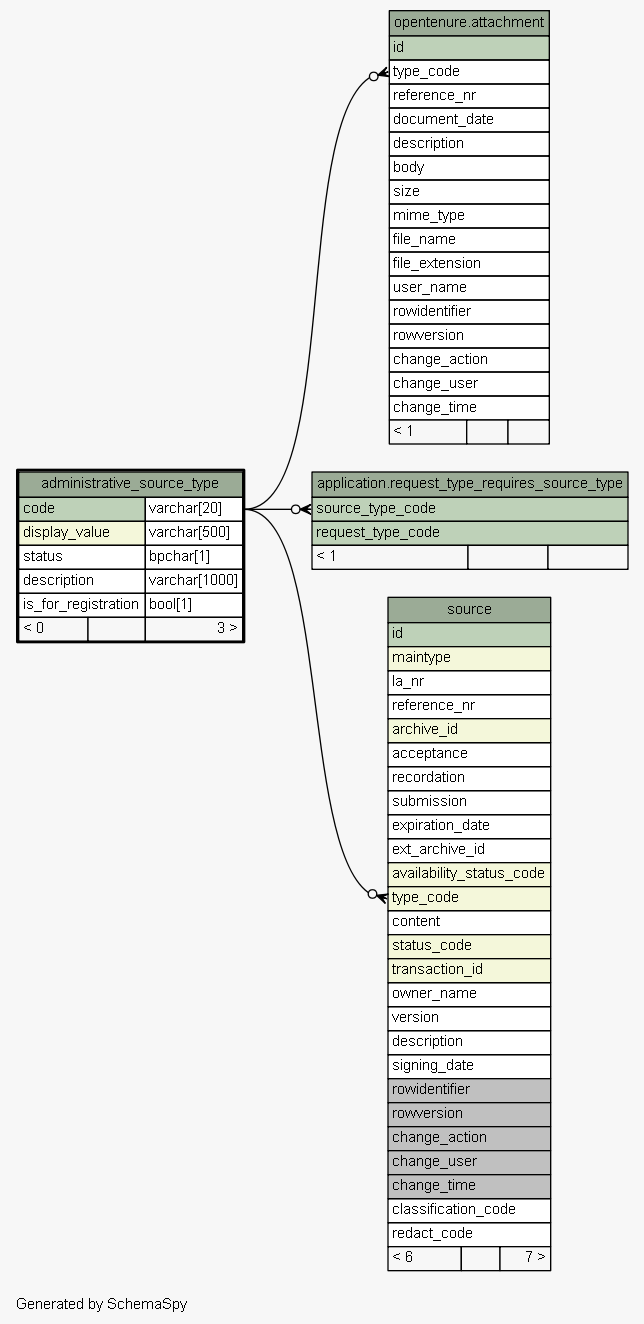 opentenure.attachment
id
type_code
reference_nr
document_date
description
body
size
mime_type
file_name
file_extension
user_name
rowidentifier
rowversion
change_action
change_user
change_time
< 1
administrative_source_type
code varchar[20]
display_value varchar[500]
status bpchar[1]
description varchar[1000]
is_for_registration bool[1]
< 0 3 >
application.request_type_requires_source_type
source_type_code
request_type_code
< 1
source
id
maintype
la_nr
reference_nr
archive_id
acceptance
recordation
submission
expiration_date
ext_archive_id
availability_status_code
type_code
content
status_code
transaction_id
owner_name
version
description
signing_date
rowidentifier
rowversion
change_action
change_user
change_time
classification_code
redact_code
< 6 7 >
Generated by SchemaSpy